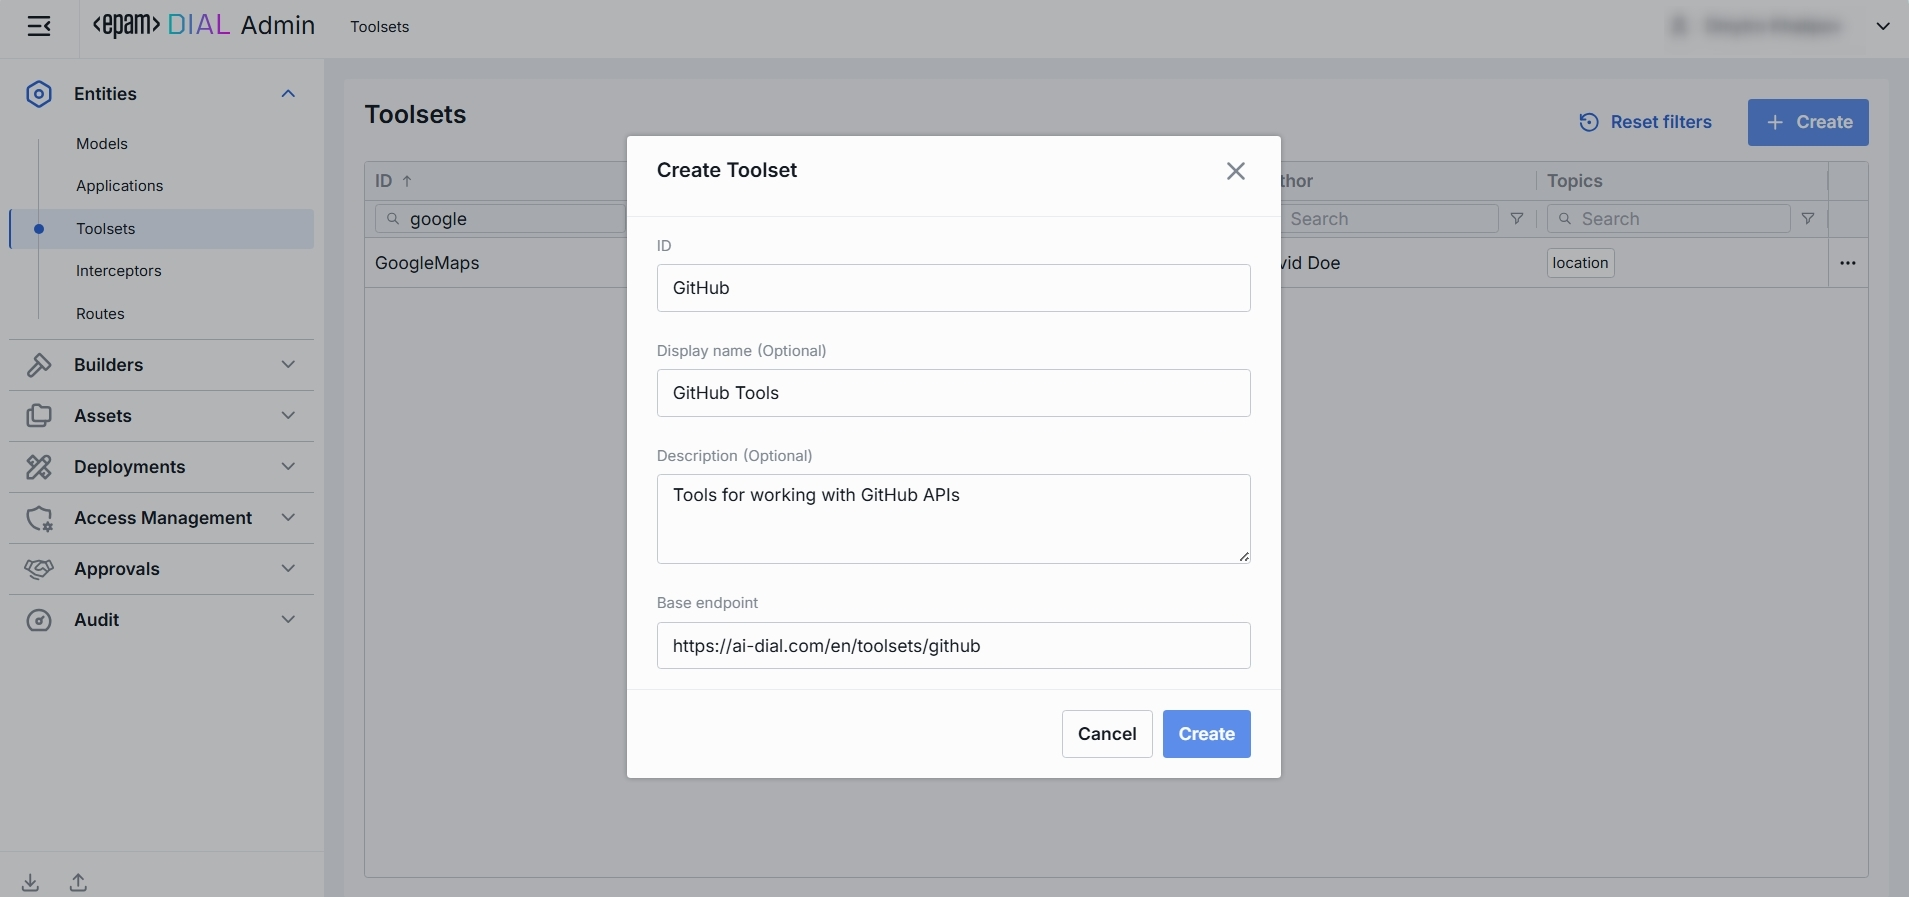 <epam> DIAL Admin
Toolsets
Entities
Models
Applications
Toolsets
Interceptors
Routes
Builders
Assets
Deployments
Access Management
Approvals
Audit
Toolsets
Reset filters
+ Create
ID ↑
thor
Topics
google
Search
Search
GoogleMaps
vid Doe
location
Create Toolset
ID
GitHub
Display name (Optional)
GitHub Tools
Description (Optional)
Tools for working with GitHub APIs
Base endpoint
https://ai-dial.com/en/toolsets/github
Cancel
Create